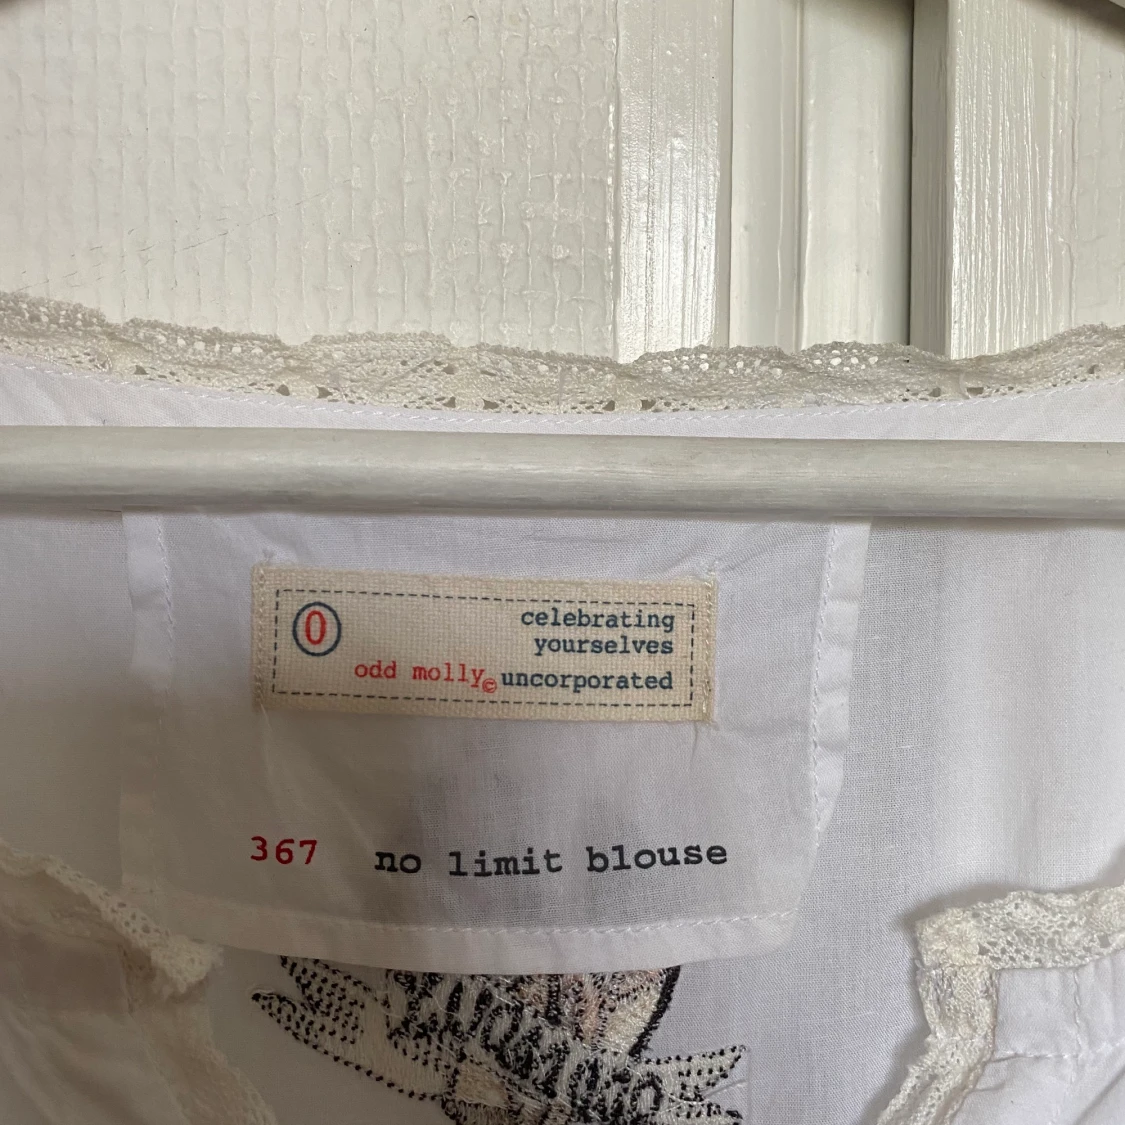 0
celebrating
yourselves
odd molly© uncorporated
367 no limit blouse